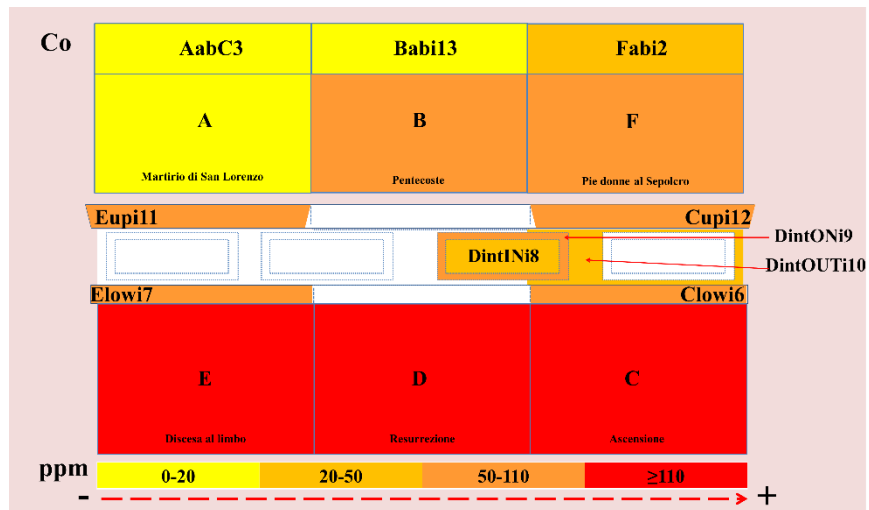 Co
AabC3 Babi13 Fabi2
A B F
Martirio di San Lorenzo Pentecoste Pie donne al Sepolcro
Eupi11 Cupi12
DintONi9
DintINi8
DintOUTi10
Elowi7 Clowi6
E D C
Discesa al limbo Resurrezione Ascensione
ppm 0-20 20-50 50-110 ≥110
- +